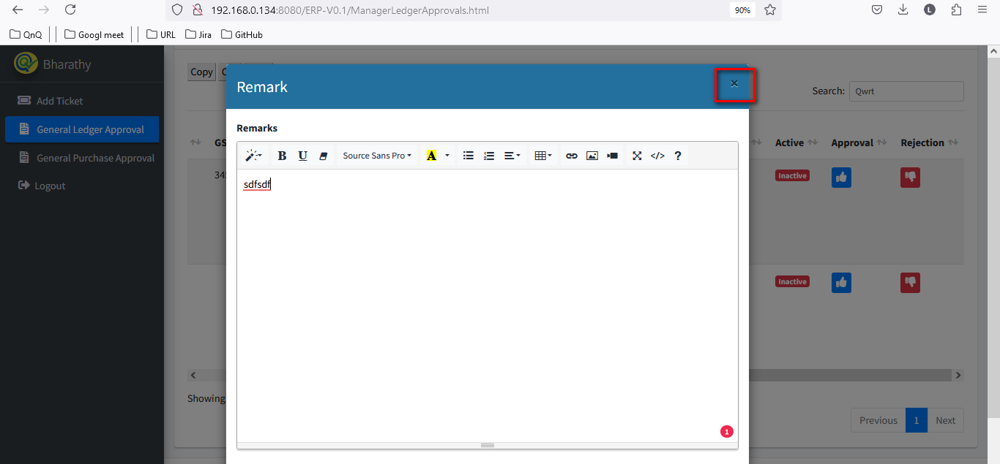 192.168.0.134:8080/ERP-V0.1/ManagerLedgerApprovals.html
90%
L
QnQ
Googl meet
URL
Jira
GitHub
Bharathy
Add Ticket
General Ledger Approval
General Purchase Approval
Logout
Copy
Search: Qwrt
Remark
×
Remarks
GS
Active
Approval
Rejection
B U Source Sans Pro A </> ?
sdfsdf
345
Inactive
Inactive
Showing
Previous 1 Next
1